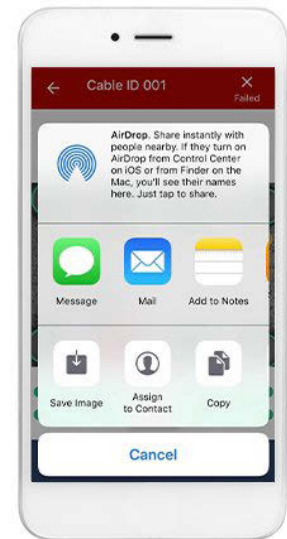 Cable ID 001
Failed
AirDrop. Share instantly with
people nearby. If they turn on
AirDrop from Control Center
on iOS or from Finder on the
Mac, you'll see their names
here. Just tap to share.
Message
Mail
Add to Notes
Save Image
Assign
to Contact
Copy
Cancel